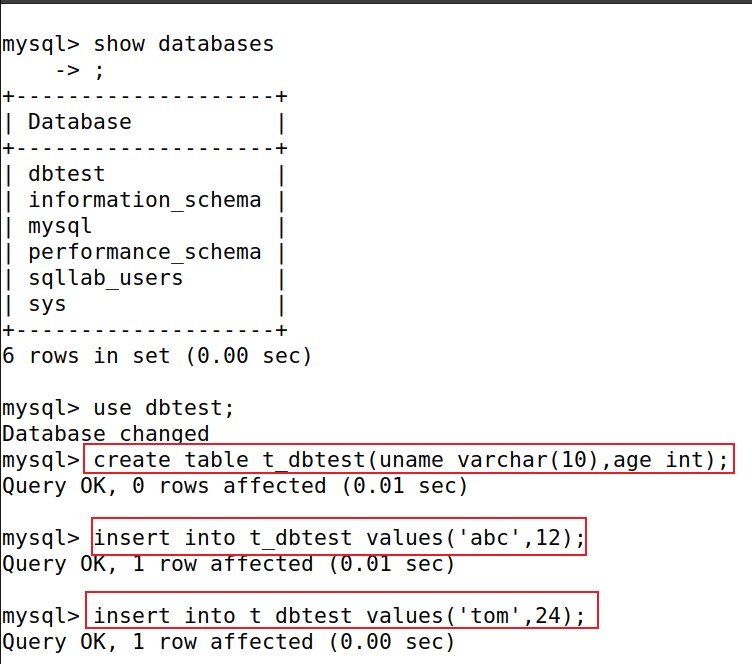 mysql> show databases
    -> ;
+--------------------+
| Database           |
+--------------------+
| dbtest             |
| information_schema |
| mysql              |
| performance_schema |
| sqllab_users       |
| sys                |
+--------------------+
6 rows in set (0.00 sec)

mysql> use dbtest;
Database changed
mysql> create table t_dbtest(uname varchar(10),age int);
Query OK, 0 rows affected (0.01 sec)

mysql> insert into t_dbtest values('abc',12);
Query OK, 1 row affected (0.01 sec)

mysql> insert into t_dbtest values('tom',24);
Query OK, 1 row affected (0.00 sec)